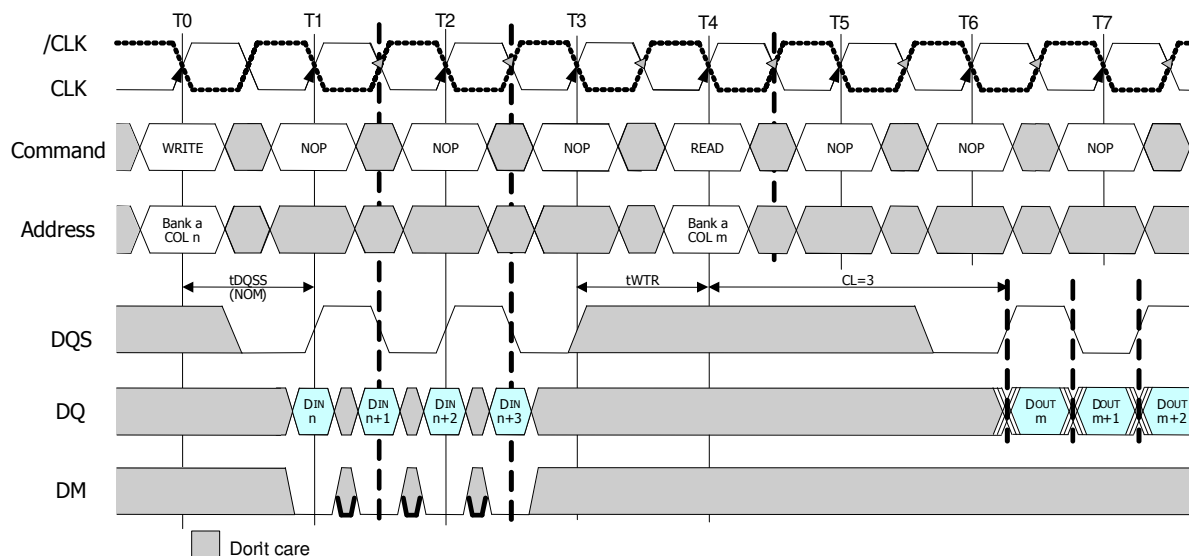 T0 T1 T2 T3 T4 T5 T6 T7
/CLK
CLK
Command WRITE NOP NOP NOP READ NOP NOP NOP
Address Bank a COL n Bank a COL m
tDQSS (NOM) tWTR CL=3
DQS
DQ DIN n DIN n+1 DIN n+2 DIN n+3 DOUT m DOUT m+1 DOUT m+2
DM
Don't care